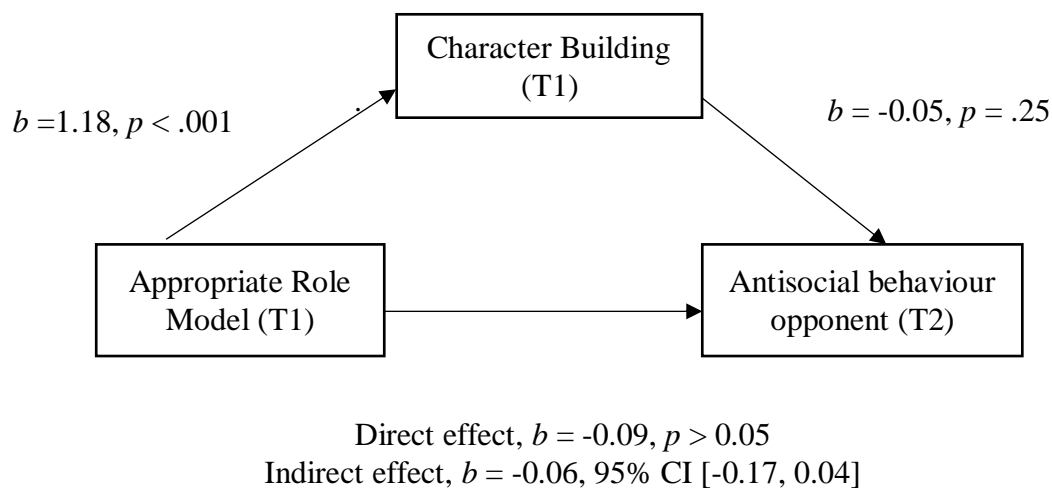 Character Building
(T1)
b =1.18, p < .001
b = -0.05, p = .25
Appropriate Role
Model (T1)
Antisocial behaviour
opponent (T2)
Direct effect, b = -0.09, p > 0.05
Indirect effect, b = -0.06, 95% CI [-0.17, 0.04]